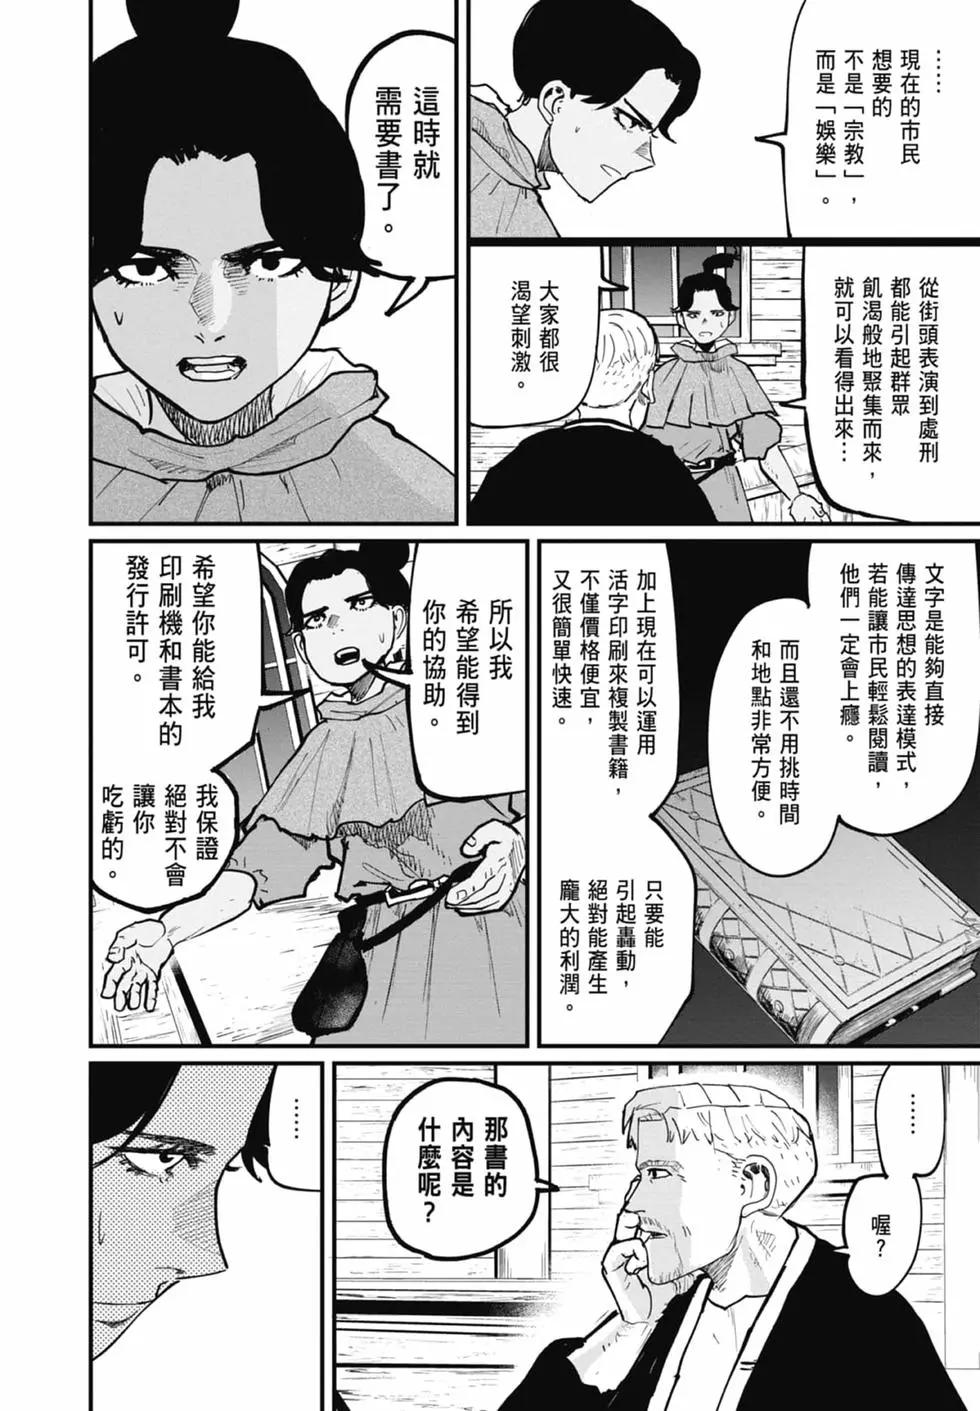 ……
現在的市民
想要的
不是「宗教」，
而是「娛樂」。
從街頭表演到處刑
都能引起群眾
飢渴般地聚集而來，
就可以看得出來…
大家都很
渴望刺激。
這時就
需要書了。
文字是能夠直接
傳達思想的表達模式，
若能讓市民輕鬆閱讀，
他們一定會上癮。
而且還不用挑時間
和地點非常方便。
加上現在可以運用
活字印刷來複製書籍，
不僅價格便宜，
又很簡單快速。
只要能
引起轟動，
絕對能產生
龐大的利潤。
所以我
希望能得到
你的協助。
希望你能給我
印刷機和書本的
發行許可。
我保證
絕對不會
讓你
吃虧的。
……
喔？
那書的
內容是
什麼呢？
……